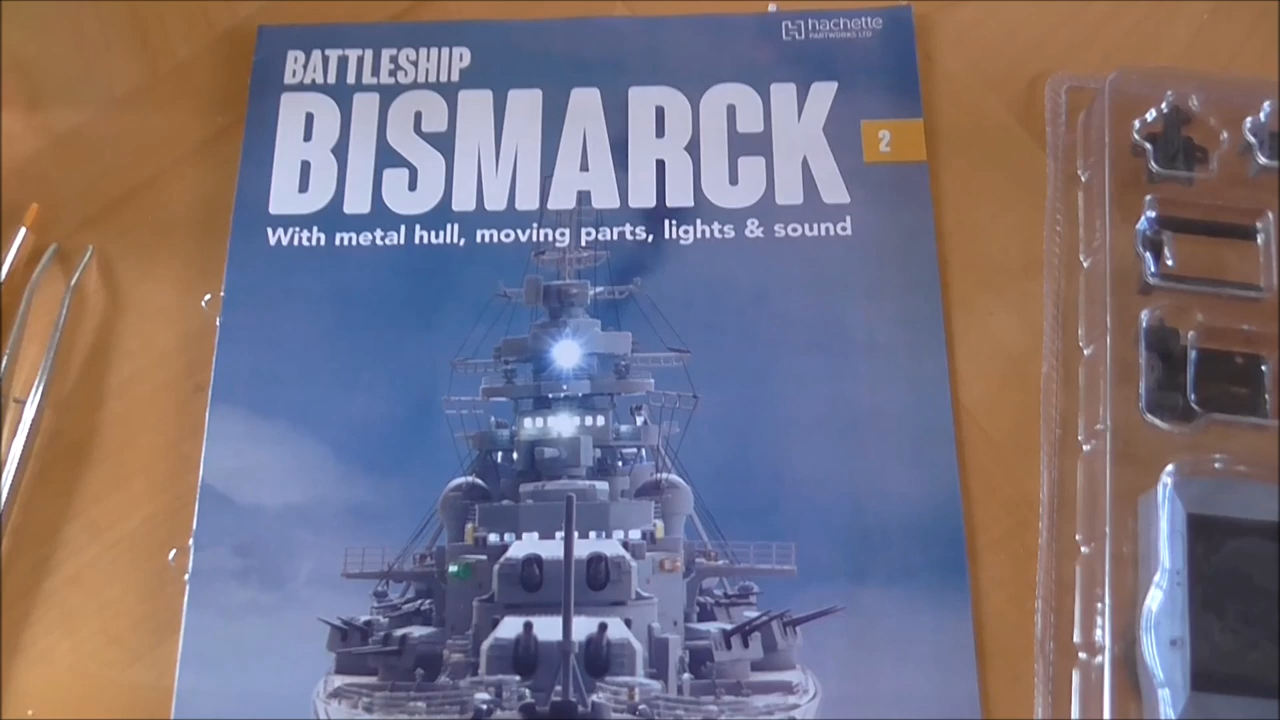 hachette
PARTWORKS LTD
BATTLESHIP
BISMARCK
2
With metal hull, moving parts, lights & sound